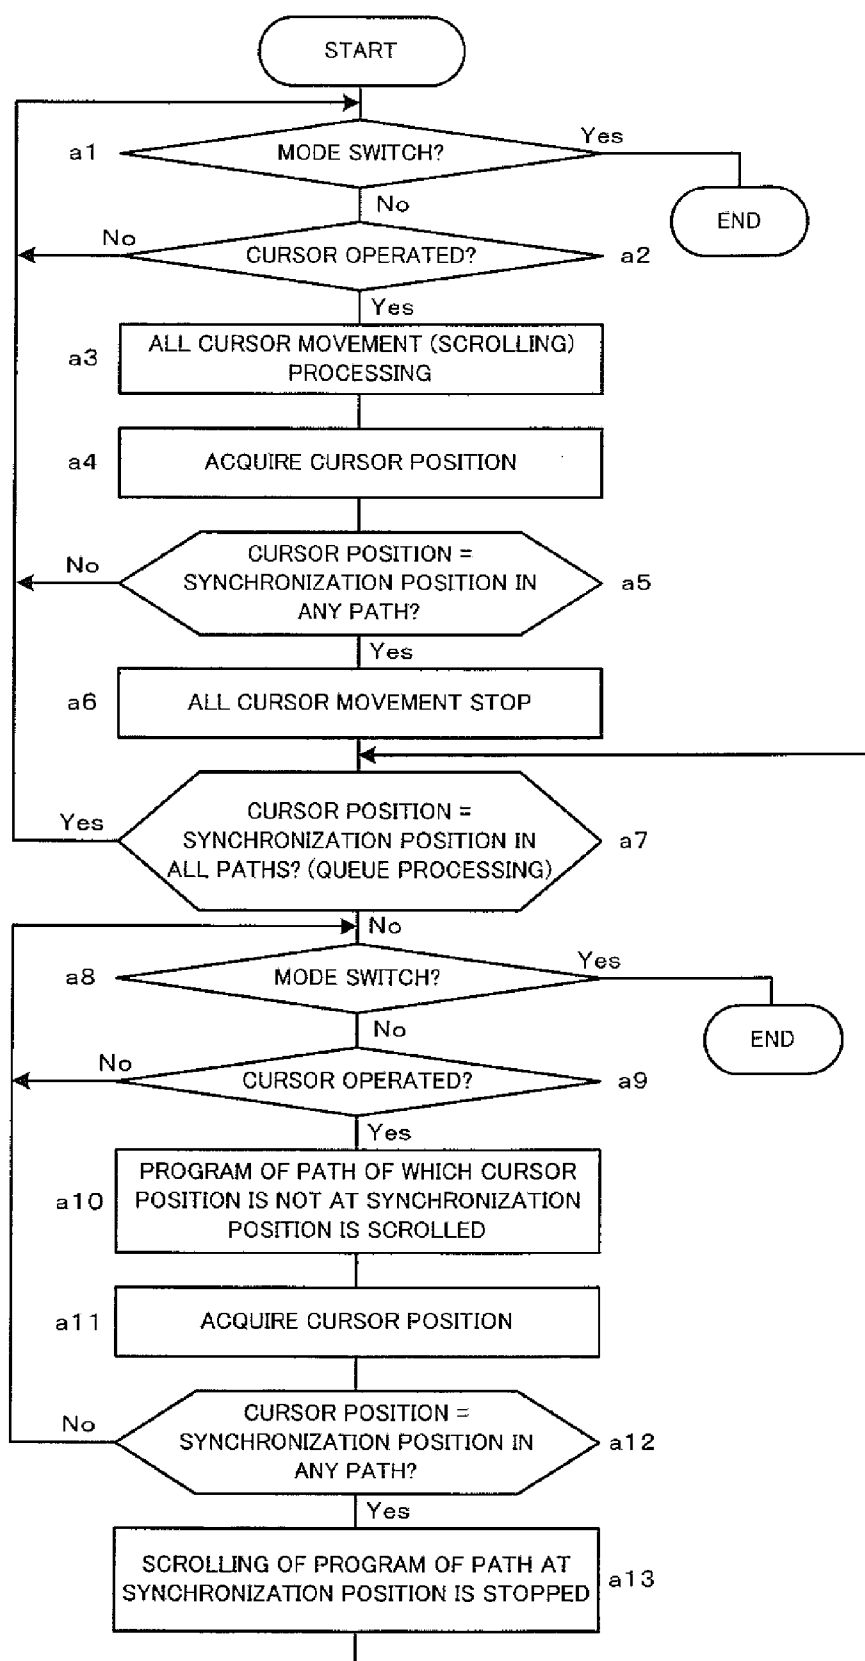 START
Yes
a1
MODE SWITCH?
No
END
No
CURSOR OPERATED?
a2
Yes
ALL CURSOR MOVEMENT (SCROLLING)
PROCESSING
a3
a4
ACQUIRE CURSOR POSITION
No
CURSOR POSITION =
SYNCHRONIZATION POSITION IN
ANY PATH?
a5
Yes
a6
ALL CURSOR MOVEMENT STOP
Yes
CURSOR POSITION =
SYNCHRONIZATION POSITION IN
ALL PATHS? (QUEUE PROCESSING)
a7
No
a8
MODE SWITCH?
Yes
No
END
No
CURSOR OPERATED?
a9
Yes
PROGRAM OF PATH OF WHICH CURSOR
POSITION IS NOT AT SYNCHRONIZATION
POSITION IS SCROLLED
a10
a11
ACQUIRE CURSOR POSITION
No
CURSOR POSITION =
SYNCHRONIZATION POSITION IN
ANY PATH?
a12
Yes
SCROLLING OF PROGRAM OF PATH AT
SYNCHRONIZATION POSITION IS STOPPED
a13